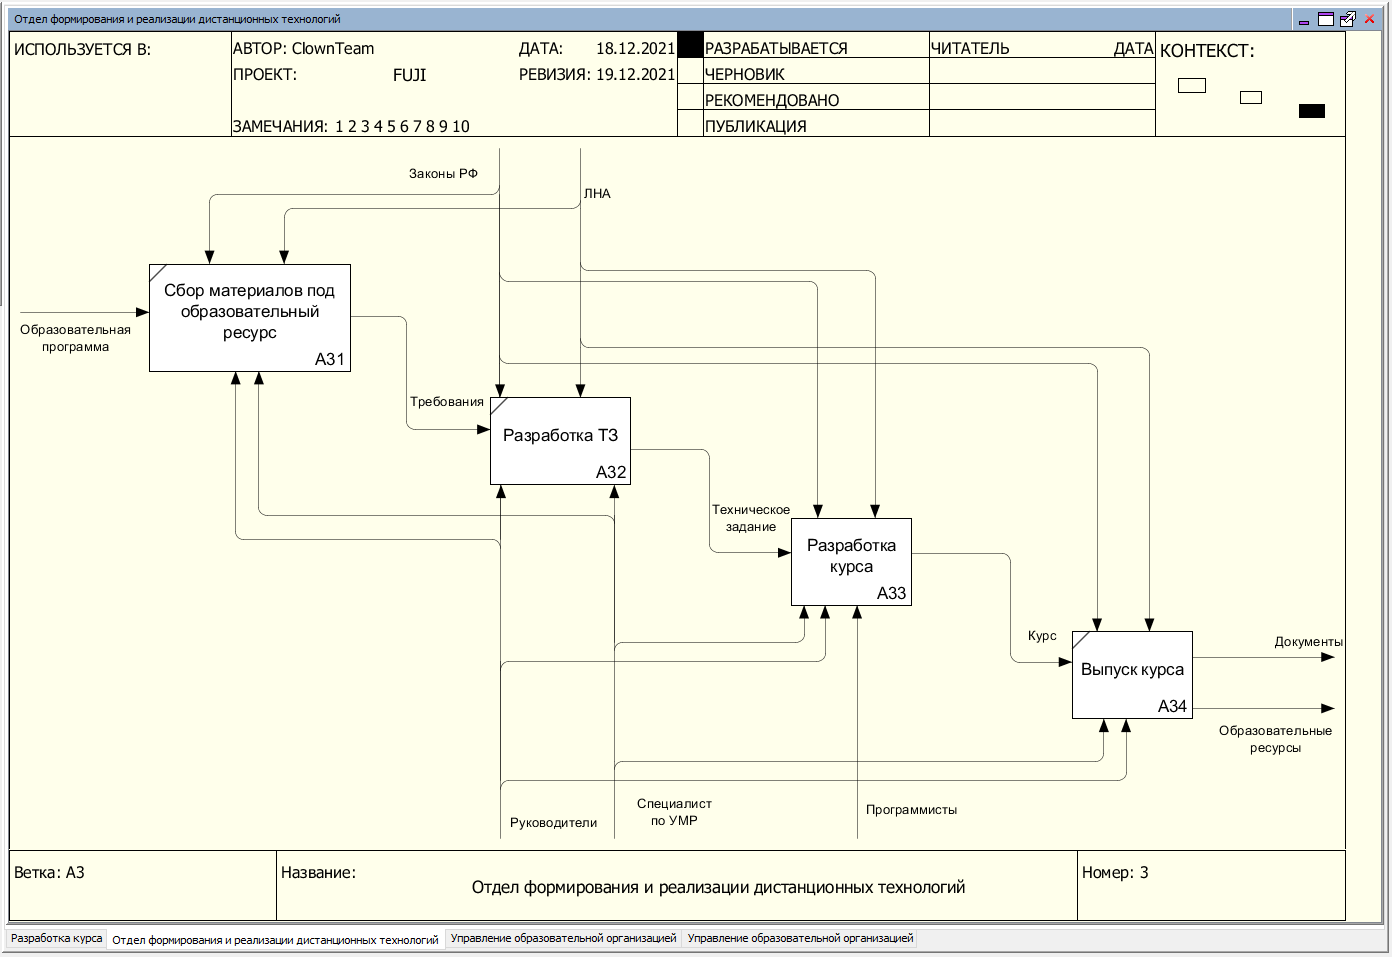 Отдел формирования и реализации дистанционных технологий
ИСПОЛЬЗУЕТСЯ В:
АВТОР: ClownTeam
ДАТА: 18.12.2021
ПРОЕКТ: FUJI
РЕВИЗИЯ: 19.12.2021
ЗАМЕЧАНИЯ: 1 2 3 4 5 6 7 8 9 10
РАЗРАБАТЫВАЕТСЯ
ЧЕРНОВИК
РЕКОМЕНДОВАНО
ПУБЛИКАЦИЯ
ЧИТАТЕЛЬ
ДАТА
КОНТЕКСТ:
Законы РФ
ЛНА
Сбор материалов под
образовательный
ресурс
A31
Образовательная
программа
Требования
Разработка ТЗ
A32
Техническое
задание
Разработка
курса
A33
Курс
Выпуск курса
A34
Документы
Образовательные
ресурсы
Руководители
Специалист
по УМР
Программисты
Ветка: A3
Название:
Отдел формирования и реализации дистанционных технологий
Номер: 3
Разработка курса
Отдел формирования и реализации дистанционных технологий
Управление образовательной организацией
Управление образовательной организацией